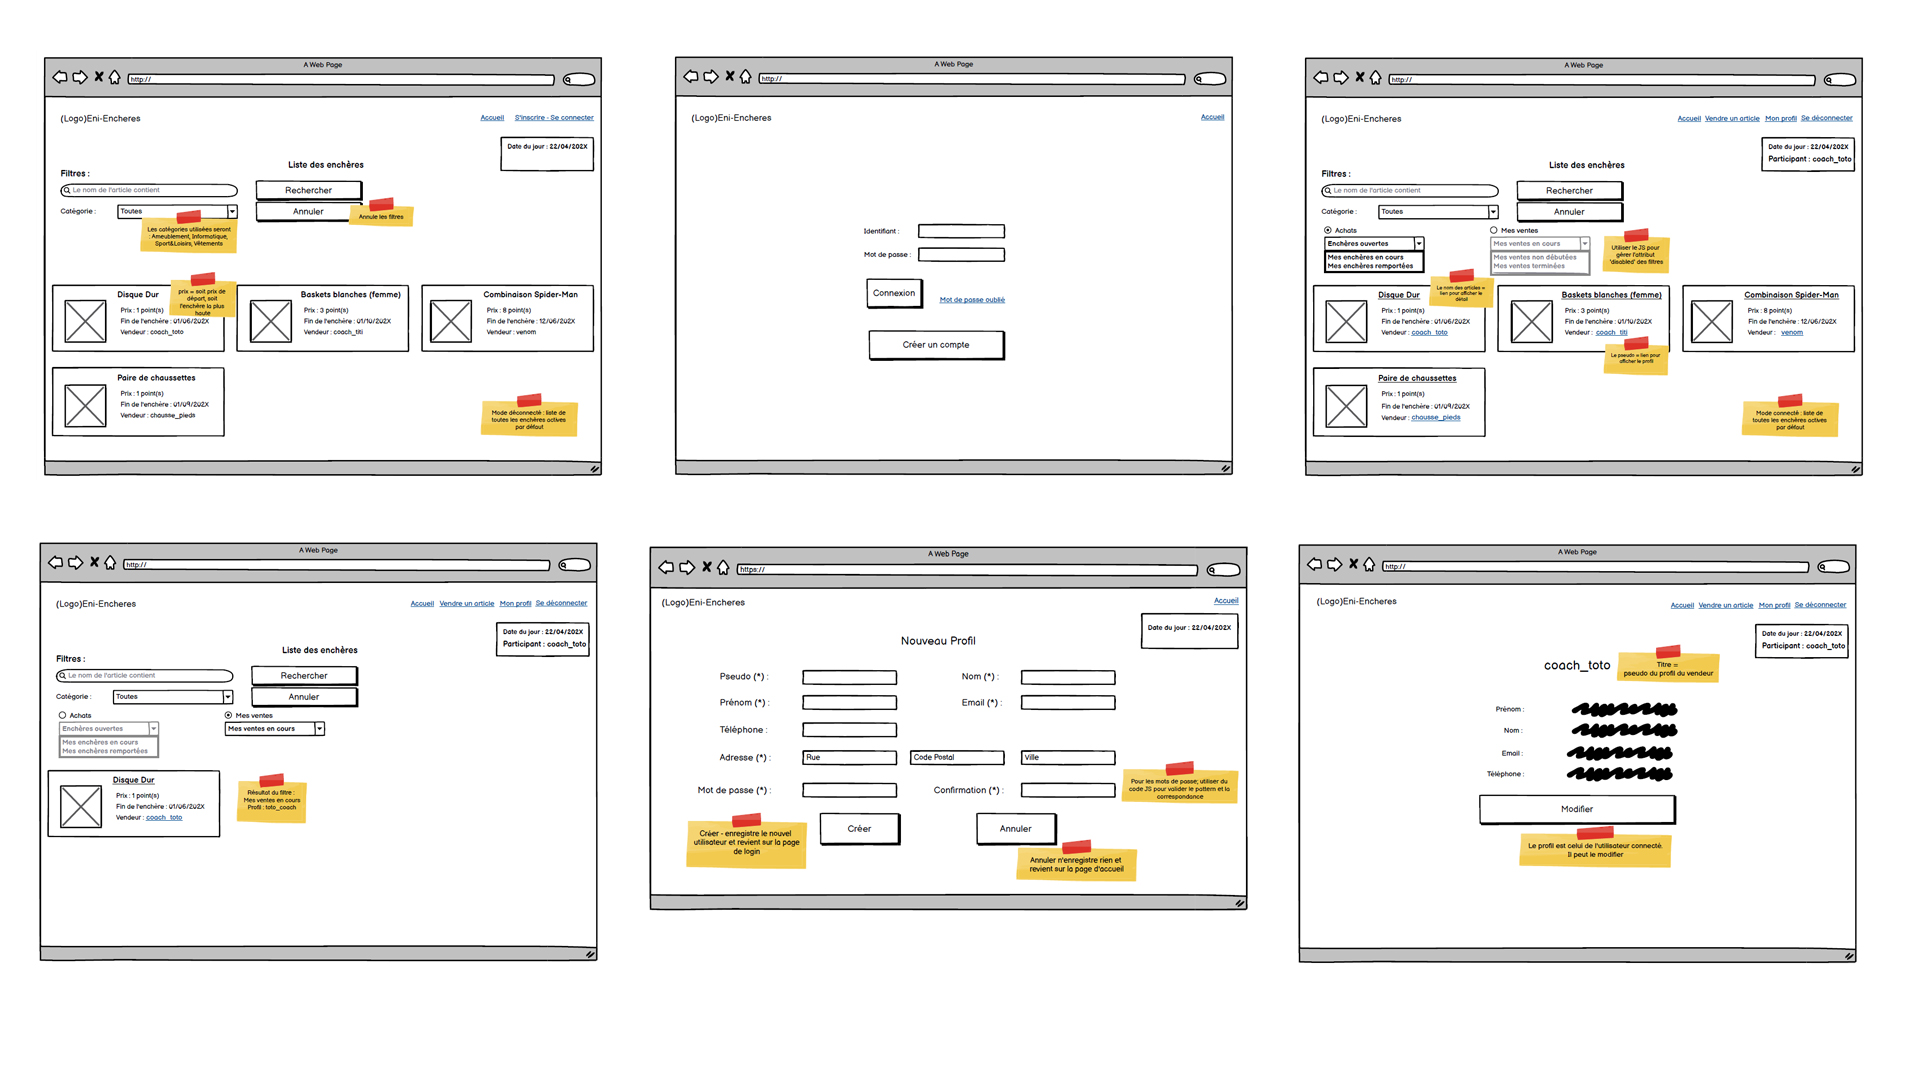 A Web Page
http://
(Logo)Eni-Encheres
Accueil S'inscrire - Se connecter
Date du jour : 22/04/202X
Liste des enchères
Filtres :
Le nom de l'article contient
Rechercher
Catégorie : Toutes
Annuler
Annule les filtres
Les catégories utilisées seront
: Ameublement, Informatique,
Sport&Loisirs, Vêtements
prix = soit prix de
départ, soit
l'enchère la plus
haute
Disque Dur
Prix : 1 point(s)
Fin de l'enchère : 01/06/202X
Vendeur : coach_toto
Baskets blanches (femme)
Prix : 3 point(s)
Fin de l'enchère : 01/10/202X
Vendeur : coach_titi
Combinaison Spider-Man
Prix : 8 point(s)
Fin de l'enchère : 12/06/202X
Vendeur : venom
Paire de chaussettes
Prix : 1 point(s)
Fin de l'enchère : 01/09/202X
Vendeur : chausse_pieds
Mode déconnecté : liste de
toutes les enchères actives
par défaut
A Web Page
http://
(Logo)Eni-Encheres
Accueil
Identifiant :
Mot de passe :
Connexion
Mot de passe oublié
Créer un compte
A Web Page
http://
(Logo)Eni-Encheres
Accueil Vendre un article Mon profil Se déconnecter
Date du jour : 22/04/202X
Participant : coach_toto
Liste des enchères
Filtres :
Le nom de l'article contient
Rechercher
Catégorie : Toutes
Annuler
Achats
Enchères ouvertes
Mes enchères en cours
Mes enchères remportées
Mes ventes
Mes ventes en cours
Mes ventes non débutées
Mes ventes terminées
Utiliser le JS pour
gérer l'attribut
'disabled' des filtres
Le nom des articles =
lien pour afficher le
détail
Disque Dur
Prix : 1 point(s)
Fin de l'enchère : 01/06/202X
Vendeur : coach_toto
Baskets blanches (femme)
Prix : 3 point(s)
Fin de l'enchère : 01/10/202X
Vendeur : coach_titi
Le pseudo = lien pour
afficher le profil
Combinaison Spider-Man
Prix : 8 point(s)
Fin de l'enchère : 12/06/202X
Vendeur : venom
Paire de chaussettes
Prix : 1 point(s)
Fin de l'enchère : 01/09/202X
Vendeur : chausse_pieds
Mode connecté : liste de
toutes les enchères actives
par défaut
A Web Page
http://
(Logo)Eni-Encheres
Accueil Vendre un article Mon profil Se déconnecter
Date du jour : 22/04/202X
Participant : coach_toto
Liste des enchères
Filtres :
Le nom de l'article contient
Rechercher
Catégorie : Toutes
Annuler
Achats
Enchères ouvertes
Mes enchères en cours
Mes enchères remportées
Mes ventes
Mes ventes en cours
Disque Dur
Prix : 1 point(s)
Fin de l'enchère : 01/06/202X
Vendeur : coach_toto
Résultat du filtre :
Mes ventes en cours
Profil : toto_coach
A Web Page
https://
(Logo)Eni-Encheres
Accueil
Date du jour : 22/04/202X
Nouveau Profil
Pseudo (*) : Nom (*) :
Prénom (*) : Email (*) :
Téléphone :
Adresse (*) : Rue Code Postal Ville
Mot de passe (*) : Confirmation (*) :
Pour les mots de passe; utiliser du
code JS pour valider le pattern et la
correspondance
Créer
Annuler
Créer - enregistre le nouvel
utilisateur et revient sur la page
de login
Annuler n'enregistre rien et
revient sur la page d'accueil
A Web Page
http://
(Logo)Eni-Encheres
Accueil Vendre un article Mon profil Se déconnecter
Date du jour : 22/04/202X
Participant : coach_toto
coach_toto
Titre =
pseudo du profil du vendeur
Prénom :
Nom :
Email :
Téléphone :
Modifier
Le profil est celui de l'utilisateur connecté.
Il peut le modifier